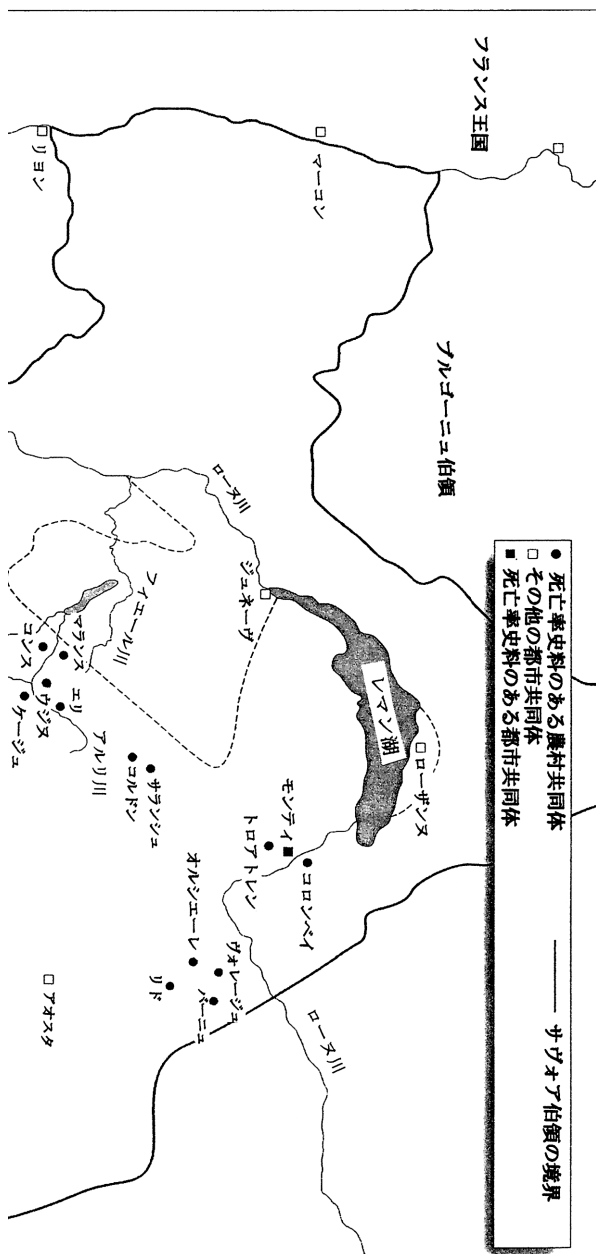 ● 死亡率史料のある農村共同体
□ その他の都市共同体
■ 死亡率史料のある都市共同体
―― サヴォア伯領の境界
フランス王国
ブルゴーニュ伯領
マーコン
リヨン
ローヌ川
ジュネーヴ
レマン湖
ローザンヌ
フィエール川
マランス
コンス
エリ
ウジヌ
ケージュ
アルリ川
コルドン
サランシュ
モンティ
トロアトレン
コロンベイ
オルシエーレ
ヴォレージュ
バーニュ
リド
ローヌ川
アオスタ